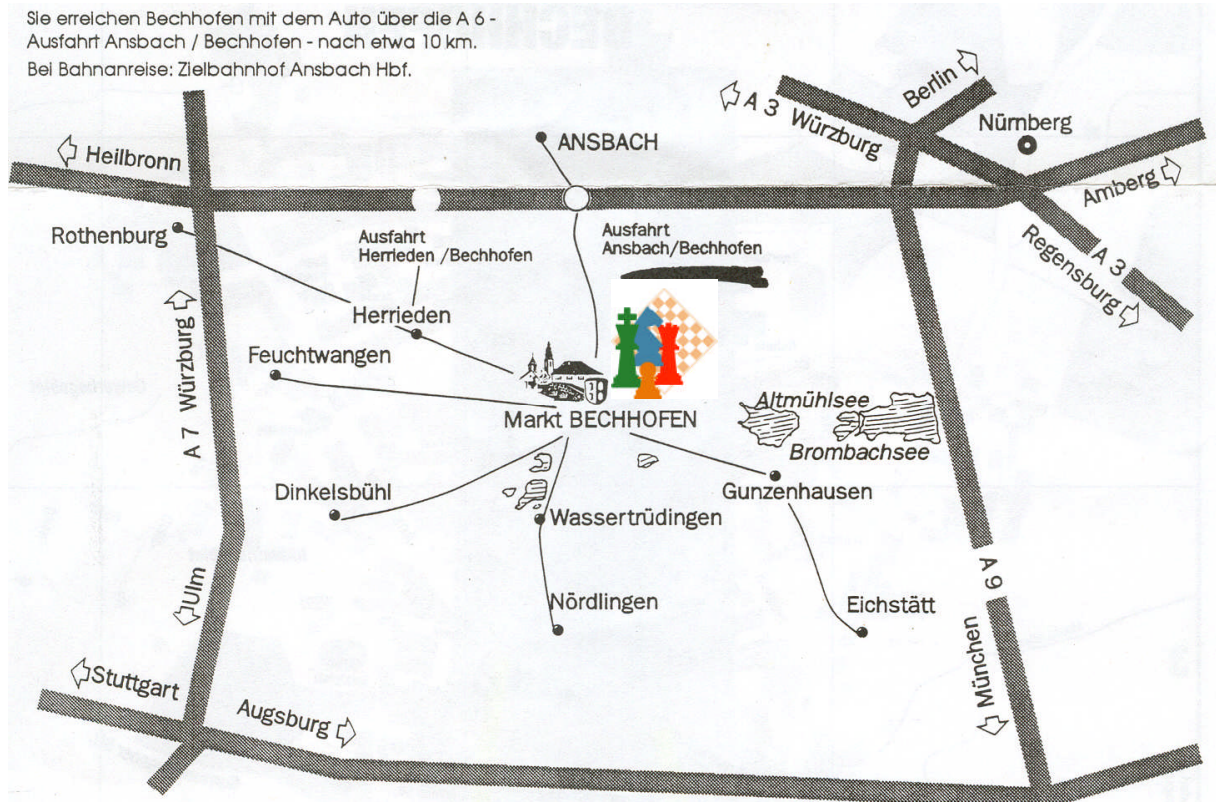 Sie erreichen Bechhofen mit dem Auto über die A 6 -
Ausfahrt Ansbach / Bechhofen - nach etwa 10 km.
Bei Bahnanreise: Zielbahnhof Ansbach Hbf.
A 3 Würzburg
Berlin
Nürnberg
ANSBACH
Heilbronn
Amberg
Rothenburg
Ausfahrt
Herrieden /Bechhofen
Ausfahrt
Ansbach/Bechhofen
A 3
Regensburg
Herrieden
Feuchtwangen
A 7 Würzburg
Markt BECHHOFEN
Altmühlsee
Brombachsee
Dinkelsbühl
Gunzenhausen
Wassertrüdingen
A 9
Ulm
Nördlingen
Eichstätt
München
Stuttgart
Augsburg